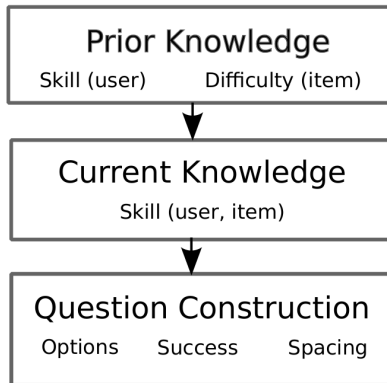 Prior Knowledge
Skill (user) Difficulty (item)
Current Knowledge
Skill (user, item)
Question Construction
Options Success Spacing